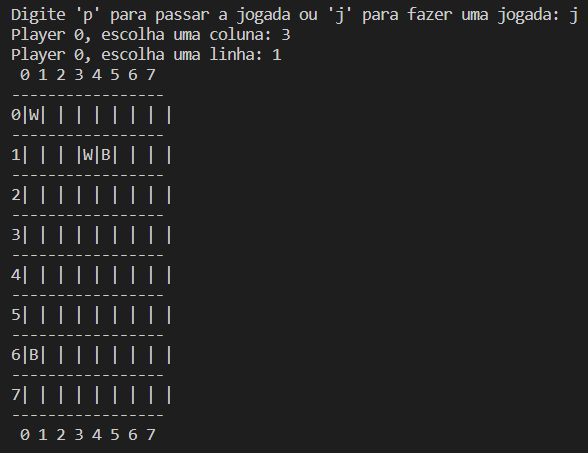 Digite 'p' para passar a jogada ou 'j' para fazer uma jogada: j
Player 0, escolha uma coluna: 3
Player 0, escolha uma linha: 1
 0 1 2 3 4 5 6 7
-----------------
0|W| | | | | | | |
-----------------
1| | | |W|B| | | |
-----------------
2| | | | | | | | |
-----------------
3| | | | | | | | |
-----------------
4| | | | | | | | |
-----------------
5| | | | | | | | |
-----------------
6|B| | | | | | | |
-----------------
7| | | | | | | | |
-----------------
 0 1 2 3 4 5 6 7